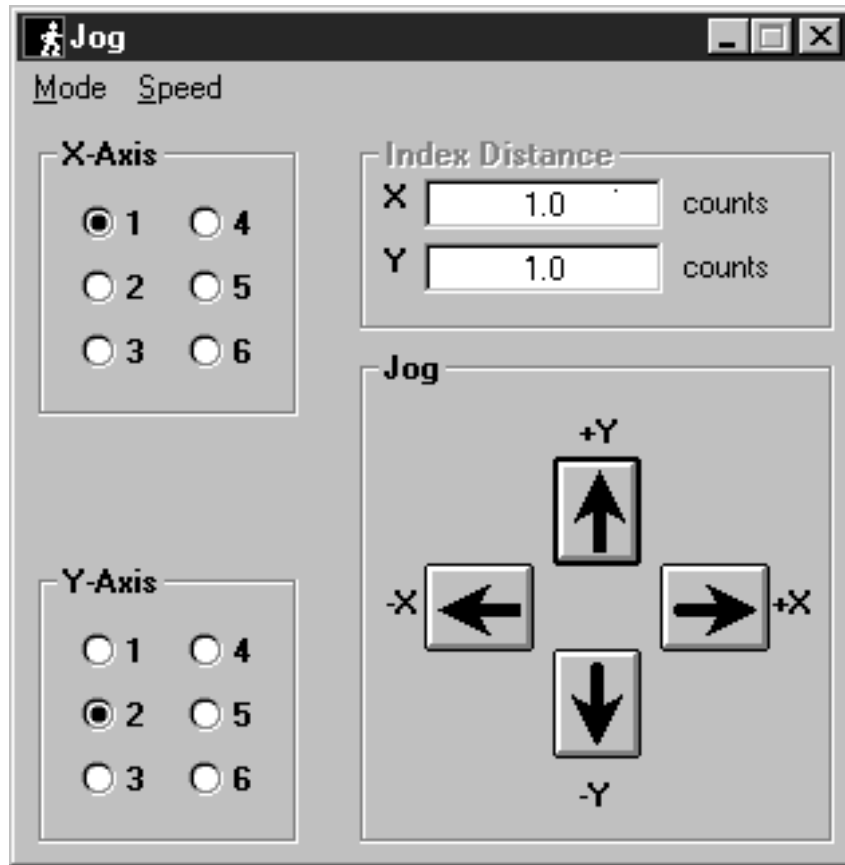 Jog
Mode Speed
X-Axis
1 4
2 5
3 6
Index Distance
X 1.0 counts
Y 1.0 counts
Jog
+Y
-X +X
-Y
Y-Axis
1 4
2 5
3 6